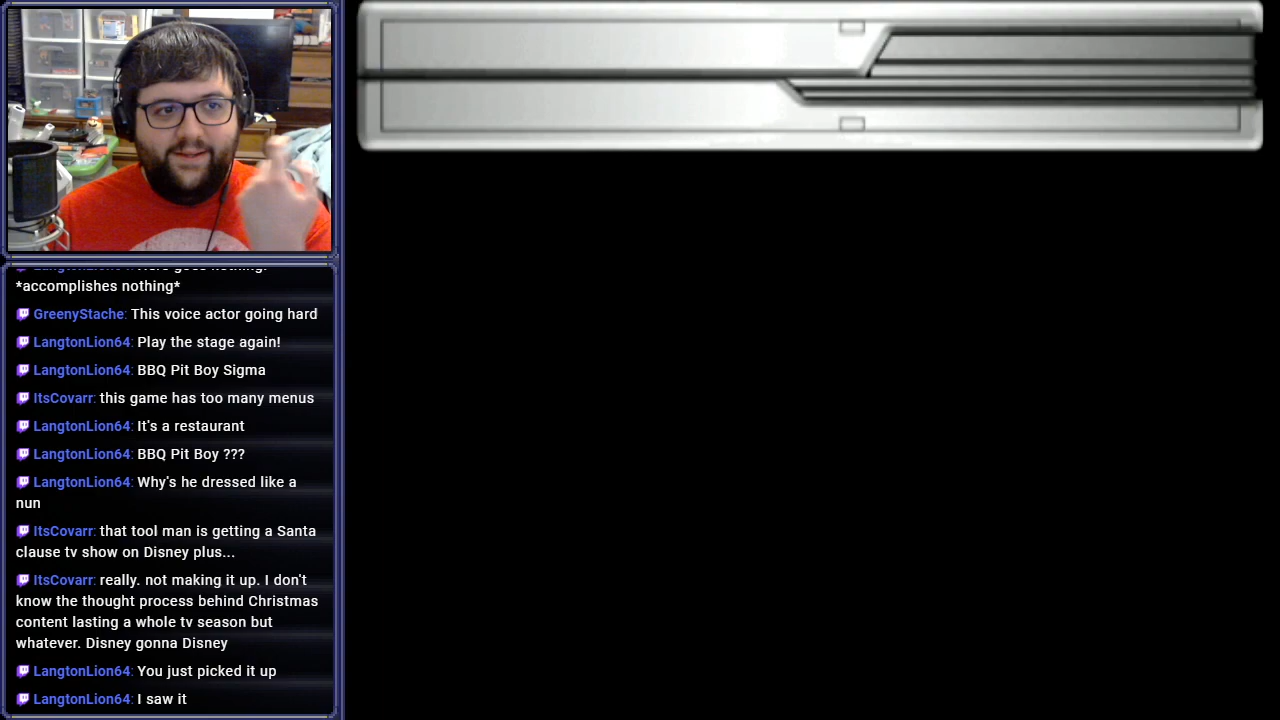 *accomplishes nothing*
GreenyStache: This voice actor going hard
LangtonLion64: Play the stage again!
LangtonLion64: BBQ Pit Boy Sigma
ItsCovarr: this game has too many menus
LangtonLion64: It's a restaurant
LangtonLion64: BBQ Pit Boy ???
LangtonLion64: Why's he dressed like a
nun
ItsCovarr: that tool man is getting a Santa
clause tv show on Disney plus...
ItsCovarr: really. not making it up. I don't
know the thought process behind Christmas
content lasting a whole tv season but
whatever. Disney gonna Disney
LangtonLion64: You just picked it up
LangtonLion64: I saw it